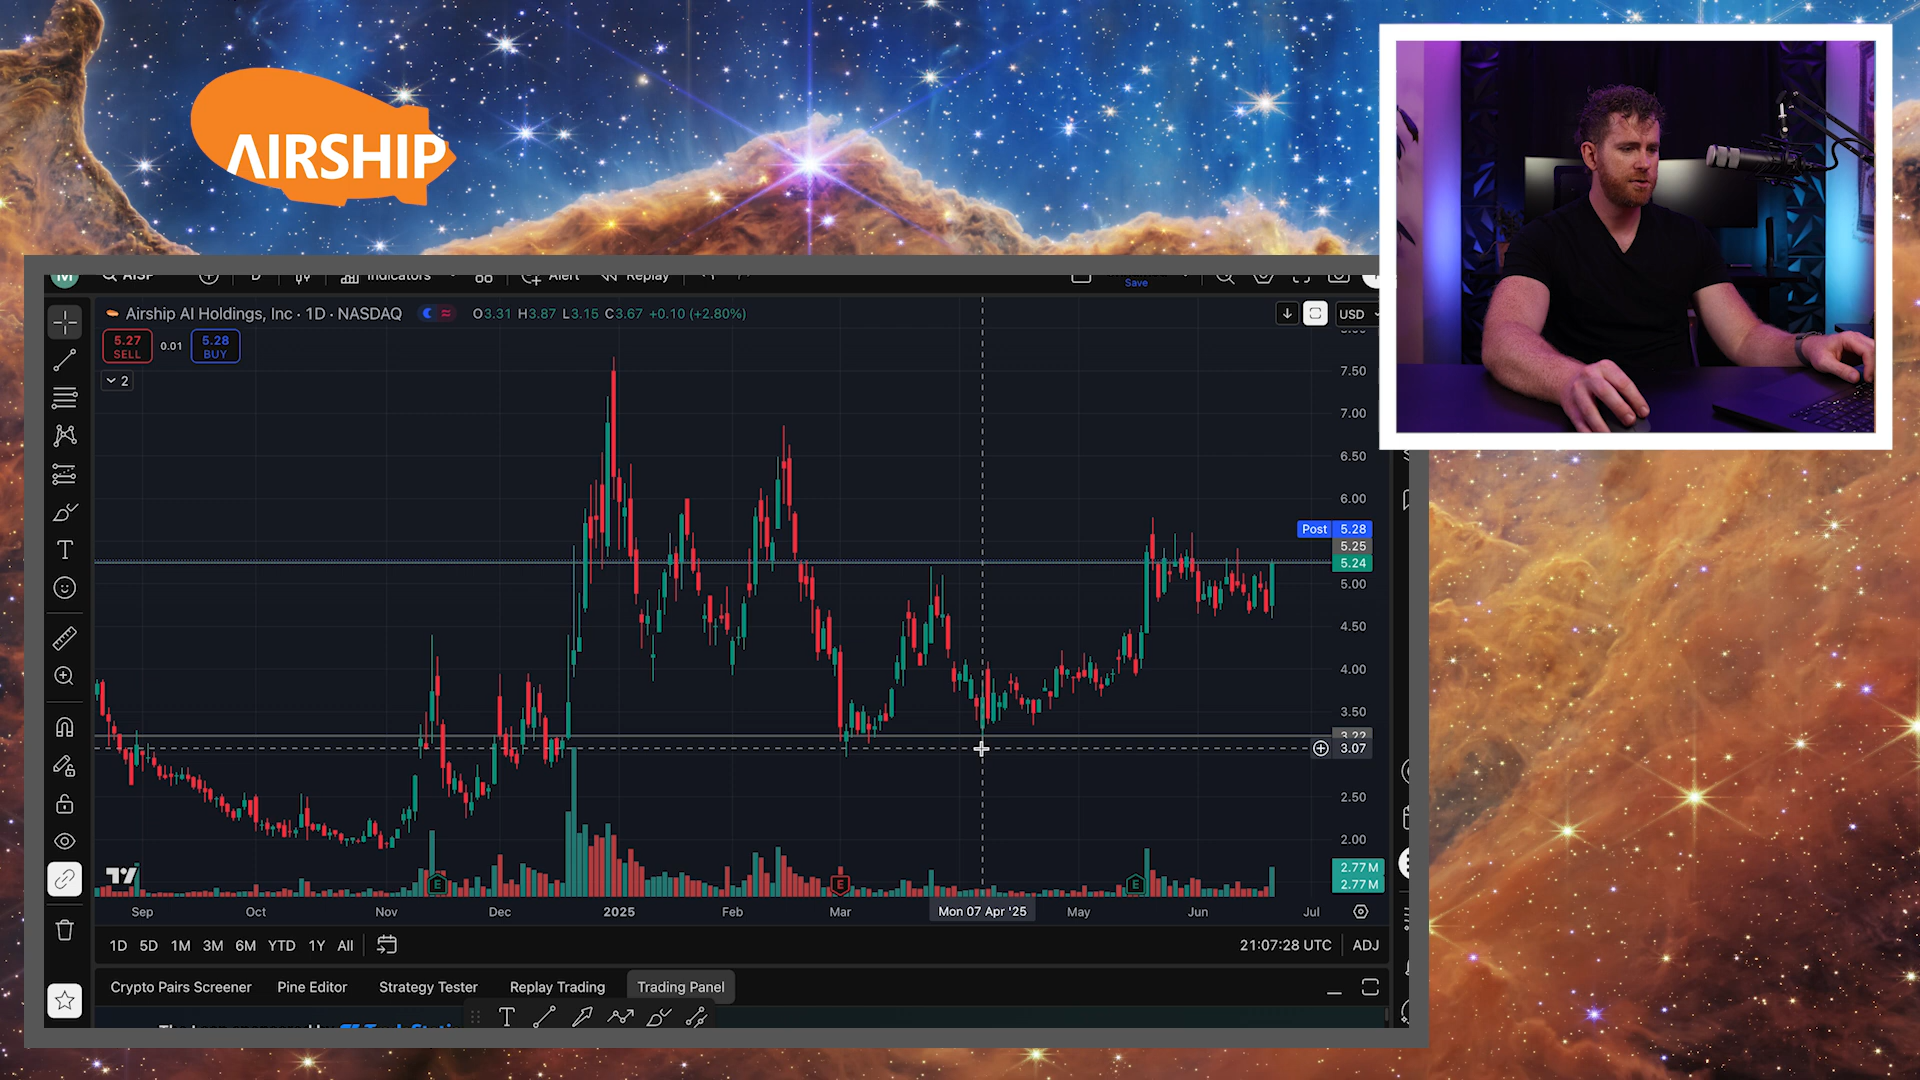 AIRSHIP
M AISP D Indicators Alert Replay Save
Airship AI Holdings, Inc · 1D · NASDAQ O3.31 H3.87 L3.15 C3.67 +0.10 (+2.80%) USD
5.27 SELL 0.01 5.28 BUY
2
7.50
7.00
6.50
6.00
Post 5.28
5.25
5.24
5.00
4.50
4.00
3.50
3.22
3.07
2.50
2.00
2.77 M
2.77 M
E E E
Sep Oct Nov Dec 2025 Feb Mar Mon 07 Apr '25 May Jun Jul
1D 5D 1M 3M 6M YTD 1Y All 21:07:28 UTC ADJ
Crypto Pairs Screener Pine Editor Strategy Tester Replay Trading Trading Panel